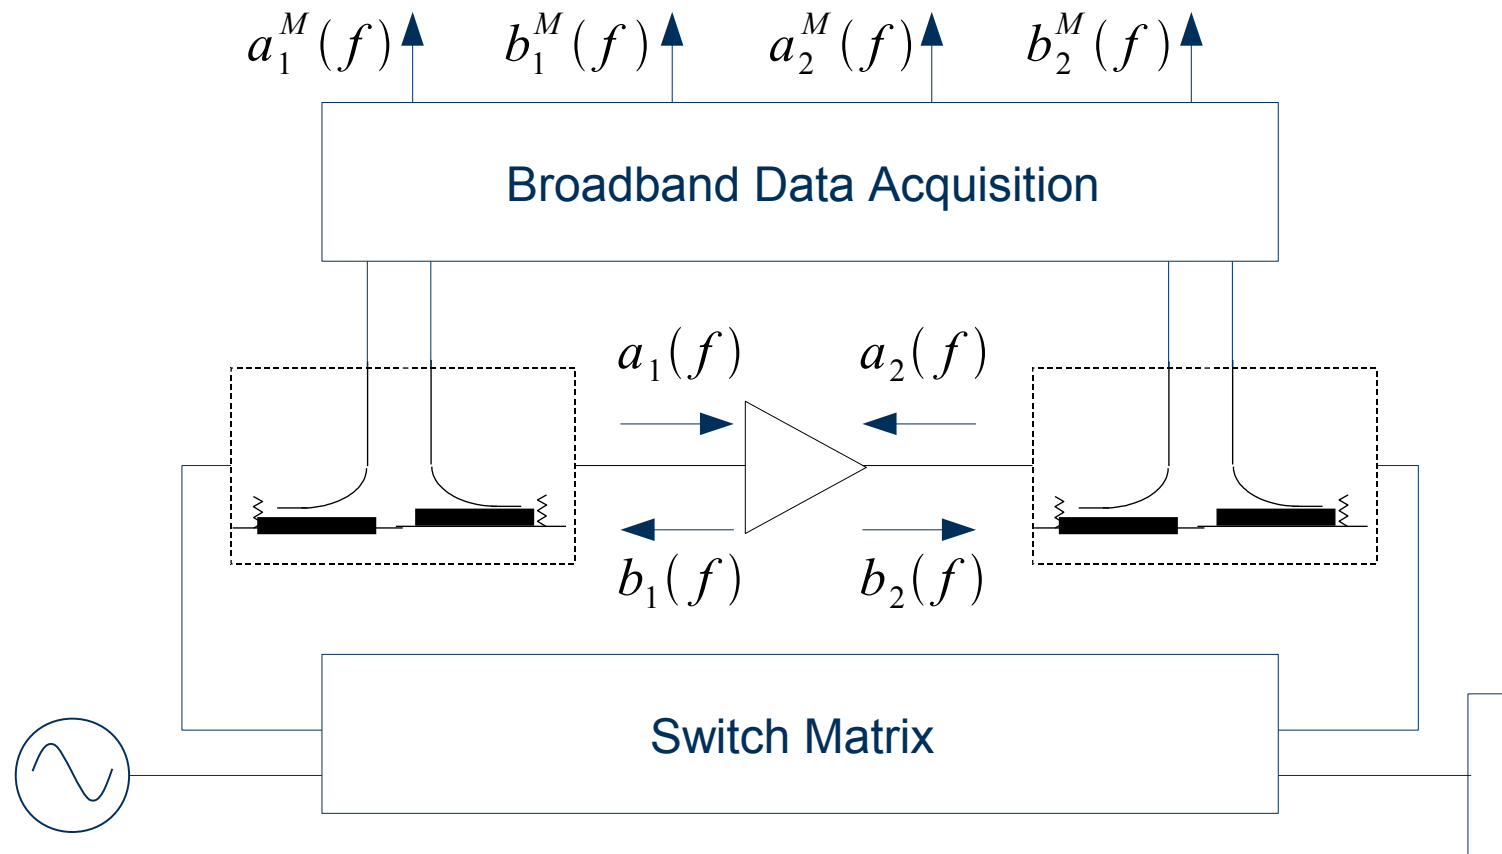 a₁ᴹ(f) b₁ᴹ(f) a₂ᴹ(f) b₂ᴹ(f)
Broadband Data Acquisition
a₁(f) a₂(f)
b₁(f) b₂(f)
Switch Matrix